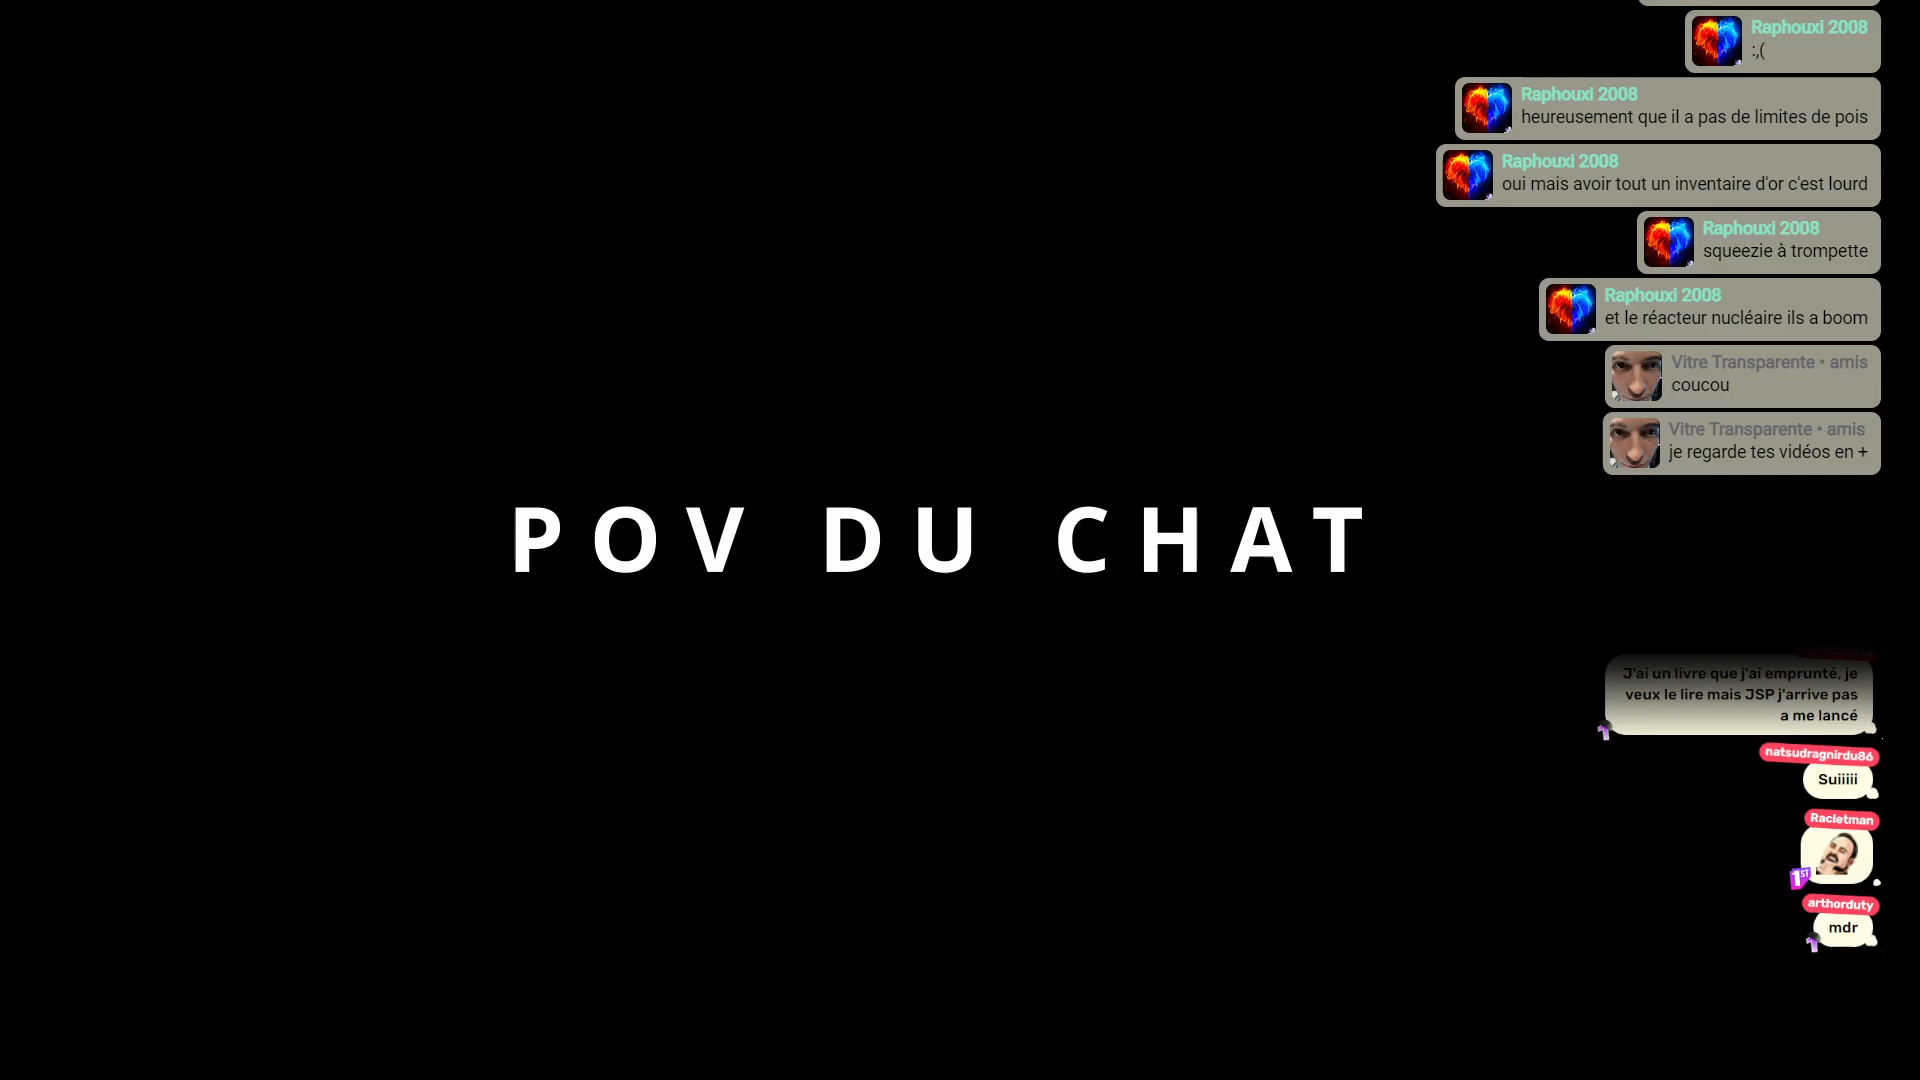 Raphouxi 2008
:,(
Raphouxi 2008
heureusement que il a pas de limites de pois
Raphouxi 2008
oui mais avoir tout un inventaire d'or c'est lourd
Raphouxi 2008
squeezie à trompette
Raphouxi 2008
et le réacteur nucléaire ils a boom
Vitre Transparente • amis
coucou
Vitre Transparente • amis
je regarde tes vidéos en +
POV DU CHAT
J'ai un livre que j'ai emprunté, je
veux le lire mais JSP j'arrive pas
a me lancé
natsudragnirdu86
Suiiiii
Racletman
1ST
arthorduty
mdr